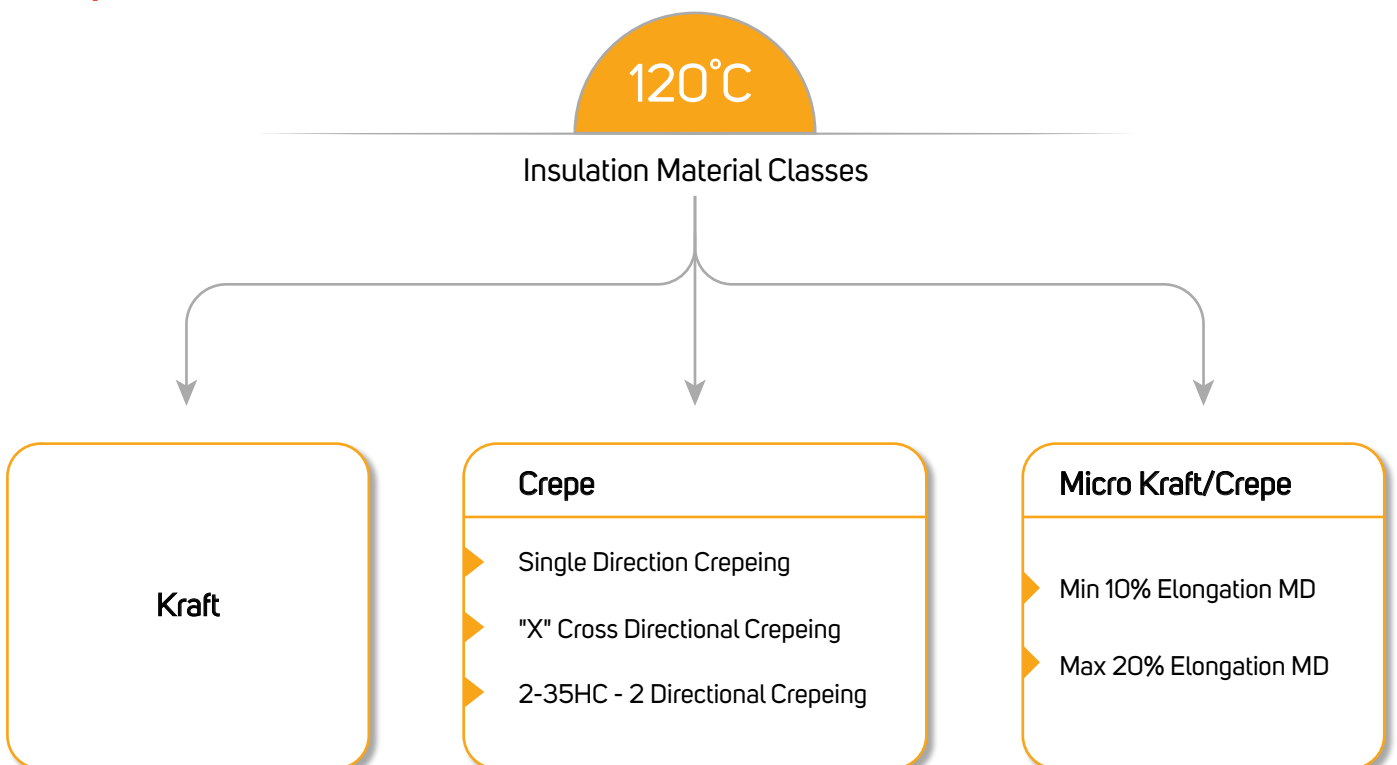 120°C
Insulation Material Classes
Kraft
Crepe
Single Direction Crepeing
"X" Cross Directional Crepeing
2-35HC - 2 Directional Crepeing
Micro Kraft/Crepe
Min 10% Elongation MD
Max 20% Elongation MD